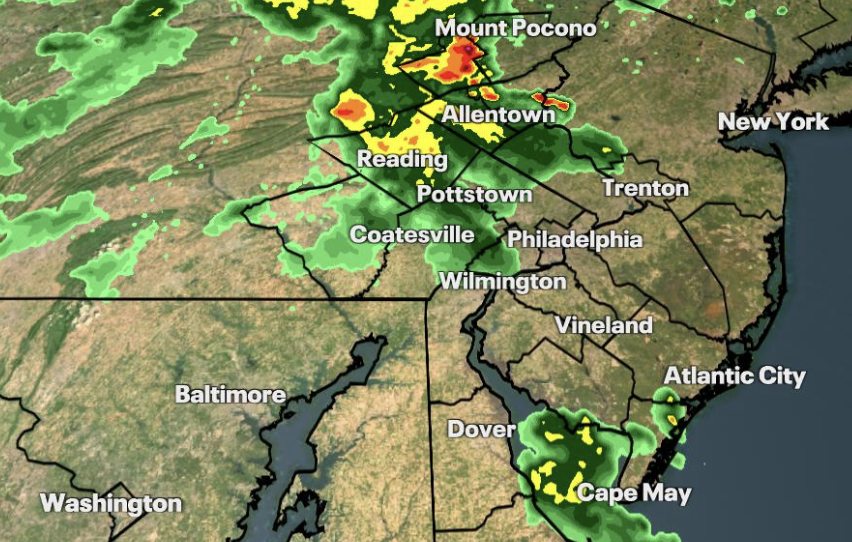 Mount Pocono
Allentown
New York
Reading
Pottstown
Trenton
Coatesville
Philadelphia
Wilmington
Vineland
Atlantic City
Baltimore
Dover
Cape May
Washington